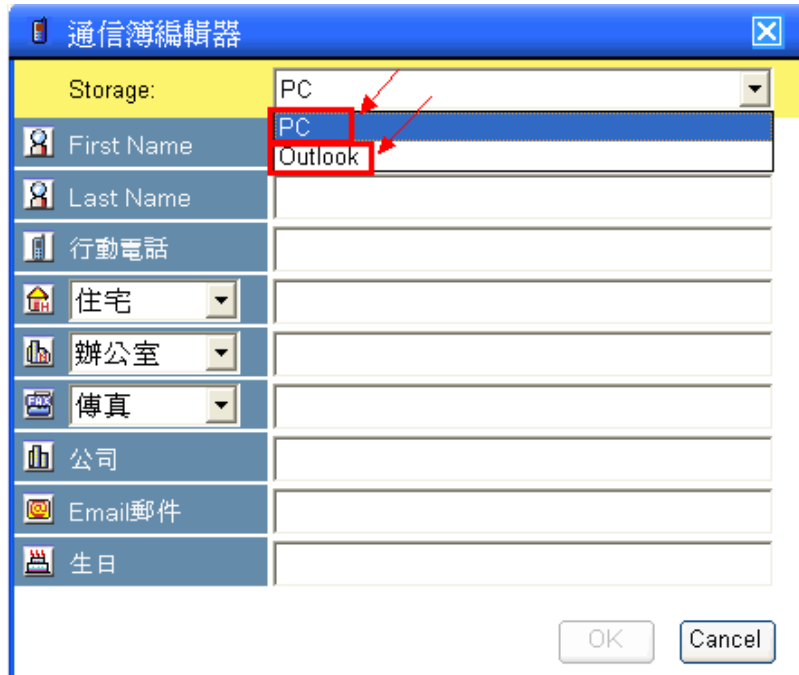 通信簿編輯器
Storage: PC
PC
Outlook
First Name
Last Name
行動電話
住宅
辦公室
傳真
公司
Email郵件
生日
OK Cancel